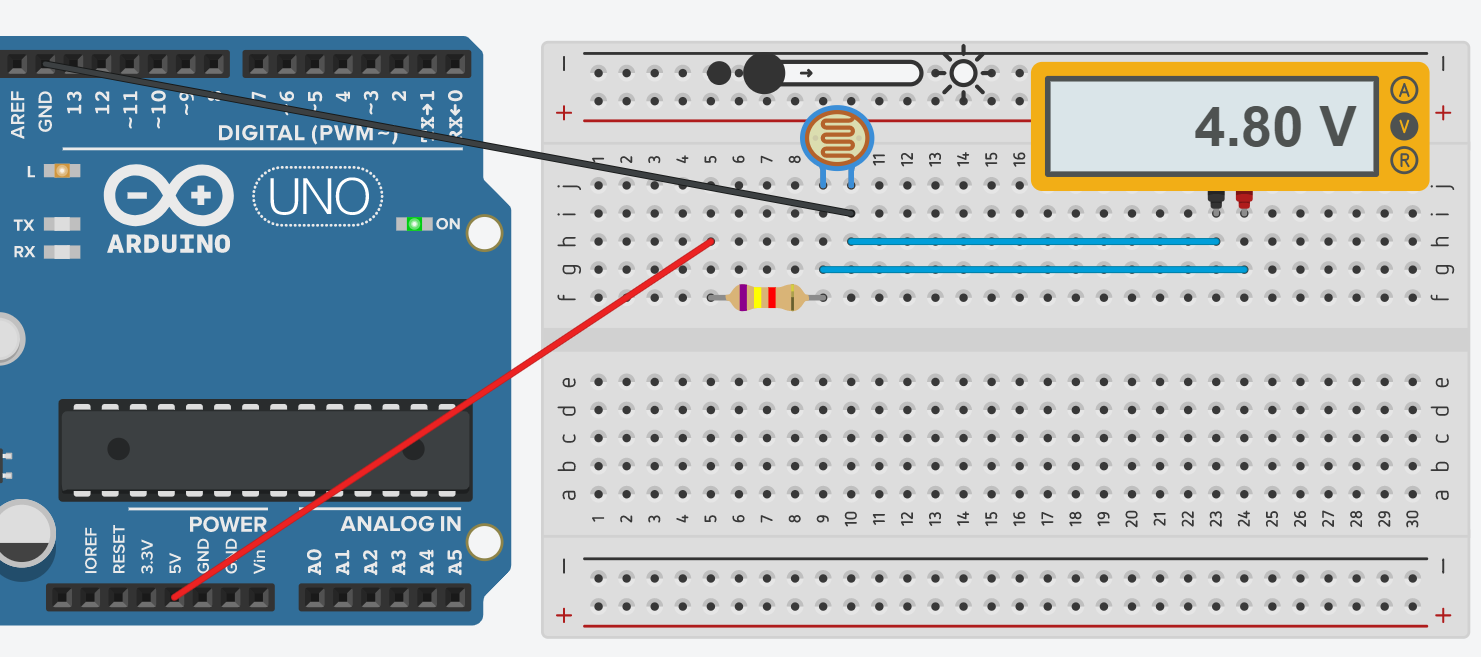 AREF GND 13 12 ~11 ~10 ~9 8 7 ~6 ~5 4 ~3 2 TX→1 RX←0
DIGITAL (PWM ~)
L
TX
RX
UNO
ARDUINO
ON
IOREF RESET 3.3V 5V GND GND Vin
POWER
ANALOG IN
A0 A1 A2 A3 A4 A5
− −
+ +
4.80 V
A
V
R
1 2 3 4 5 6 7 8 11 12 13 14 15 16
j j
i i
h h
g g
f f
e e
d d
c c
b b
a a
1 2 3 4 5 6 7 8 9 10 11 12 13 14 15 16 17 18 19 20 21 22 23 24 25 26 27 28 29 30
− −
+ +